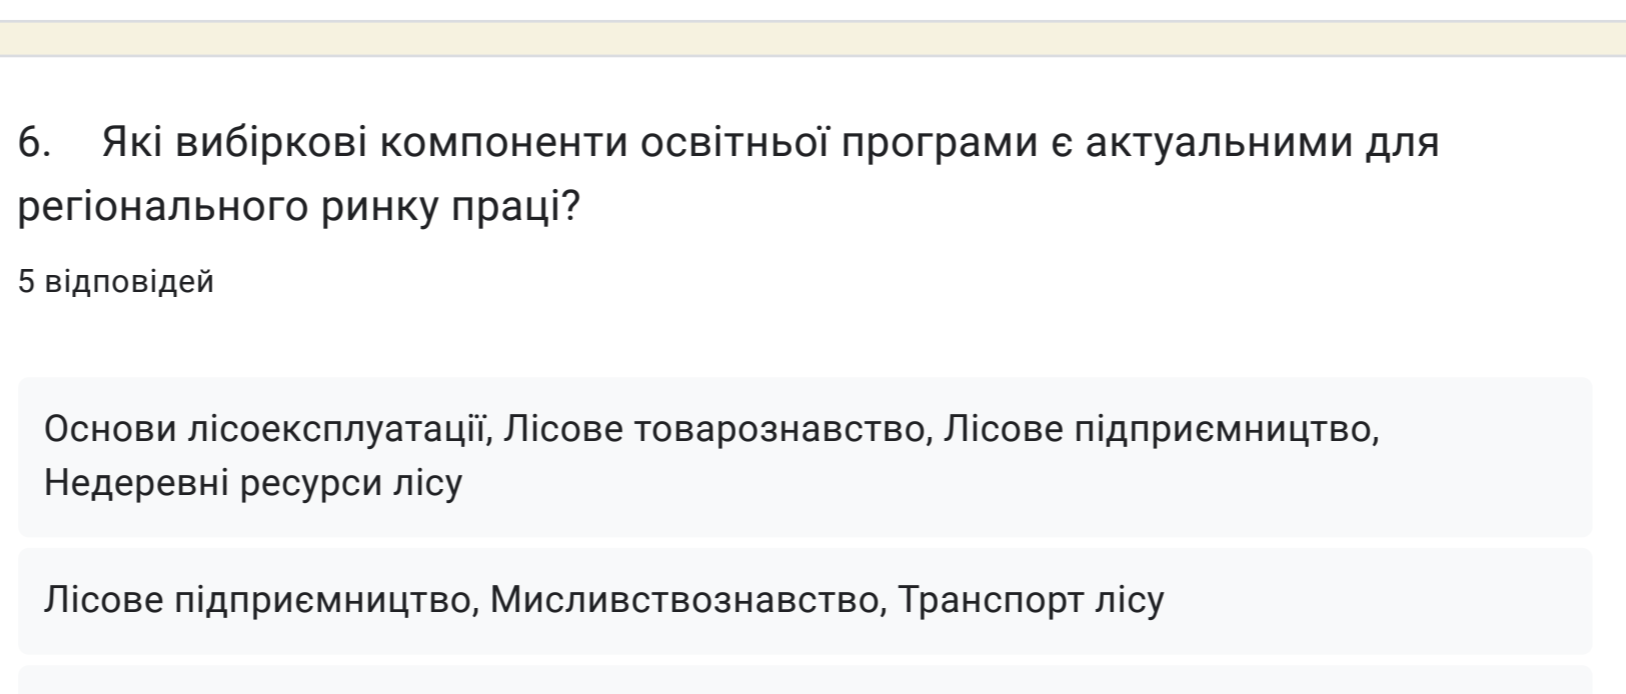 6. Які вибіркові компоненти освітньої програми є актуальними для
регіонального ринку праці?
5 відповідей
Основи лісоексплуатації, Лісове товарознавство, Лісове підприємництво,
Недеревні ресурси лісу
Лісове підприємництво, Мисливствознавство, Транспорт лісу